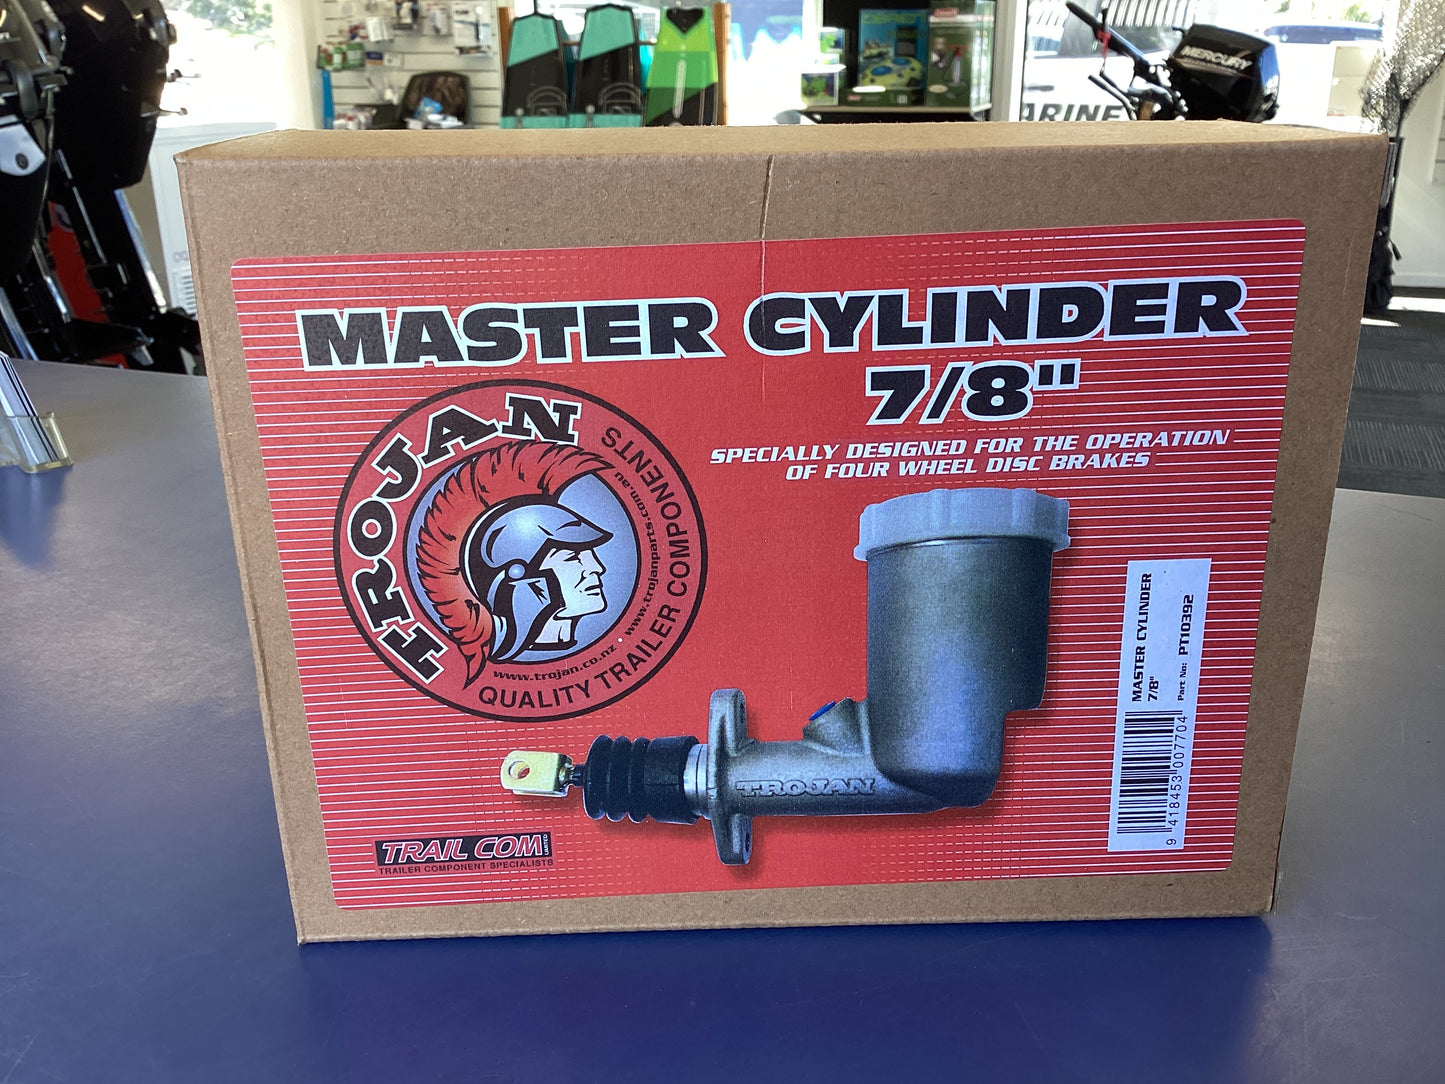 MERCURY
ARINE
MASTER CYLINDER
7/8"
SPECIALLY DESIGNED FOR THE OPERATION
OF FOUR WHEEL DISC BRAKES
TROJAN
www.trojan.co.nz • www.trojanparts.com.au
QUALITY TRAILER COMPONENTS
TROJAN
TRAIL COM
LIMITED
TRAILER COMPONENT SPECIALISTS
MASTER CYLINDER
7/8"
Part No: PT10392
9 418453 007704